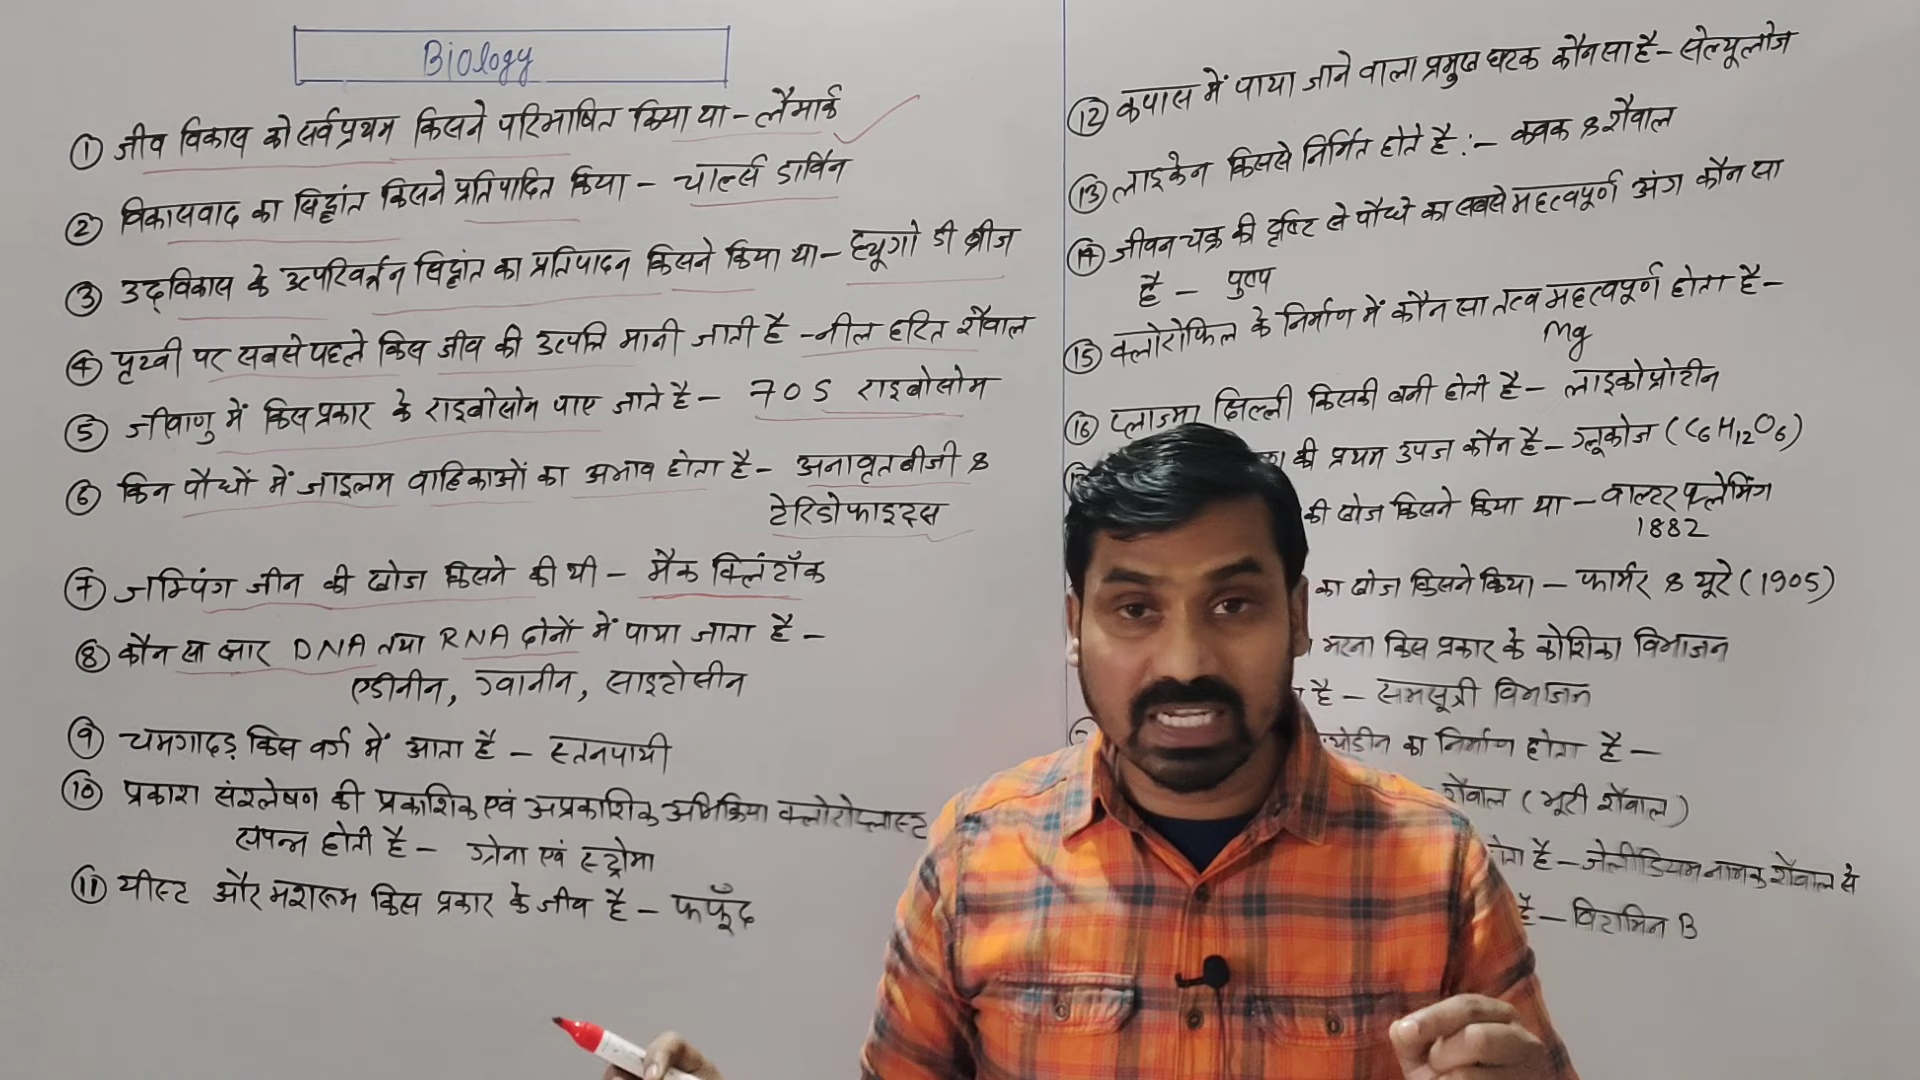 Biology
① जीव विकास को सर्वप्रथम किसने परिभाषित किया था - लैमार्क
② विकासवाद का सिद्धांत किसने प्रतिपादित किया - चार्ल्स डार्विन
③ उद्विकास के उत्परिवर्तन सिद्धांत का प्रतिपादन किसने किया था - ह्यूगो डी ब्रीज
④ पृथ्वी पर सबसे पहले किस जीव की उत्पत्ति मानी जाती है - नील हरित शैवाल
⑤ जीवाणु में किस प्रकार के राइबोसोम पाए जाते है - 70 S राइबोसोम
⑥ किन पौधों में जाइलम वाहिकाओं का अभाव होता है - अनावृतबीजी &
टेरिडोफाइट्स
⑦ जम्पिंग जीन की खोज किसने की थी - मैक क्लिंटॉक
⑧ कौन सा क्षार DNA तथा RNA दोनों में पाया जाता है -
एडीनीन, ग्वानीन, साइटोसीन
⑨ चमगादड़ किस वर्ग में आता है - स्तनपायी
⑩ प्रकाश संश्लेषण की प्रकाशिक एवं अप्रकाशिक अभिक्रिया क्लोरोप्लास्ट
सपन्न होती है - ग्रेना एवं स्ट्रोमा
⑪ यीस्ट और मशरूम किस प्रकार के जीव है - फफूँद
⑫ कपास में पाया जाने वाला प्रमुख घटक कौन सा है - सेल्यूलोज
⑬ लाइकेन किससे निर्मित होते है :- कवक & शैवाल
⑭ जीवन चक्र की दृष्टि से पौधे का सबसे महत्वपूर्ण अंग कौन सा
है - पुष्प
⑮ क्लोरोफिल के निर्माण में कौन सा तत्व महत्वपूर्ण होता है -
Mg
⑯ प्लाज्मा झिल्ली किसकी बनी होती है - लाइकोप्रोटीन
की प्रथम उपज कौन है - ग्लूकोज (C6H12O6)
की खोज किसने किया था - वाल्टर फ्लेमिंग
1882
का खोज किसने किया - फार्मर & मूरे (1905)
भरना किस प्रकार के कोशिका विभाजन
है - समसूत्री विभाजन
का निर्माण होता है -
शैवाल (भूरी शैवाल)
है - जेलीडियम नामक शैवाल से
है - विटामिन B